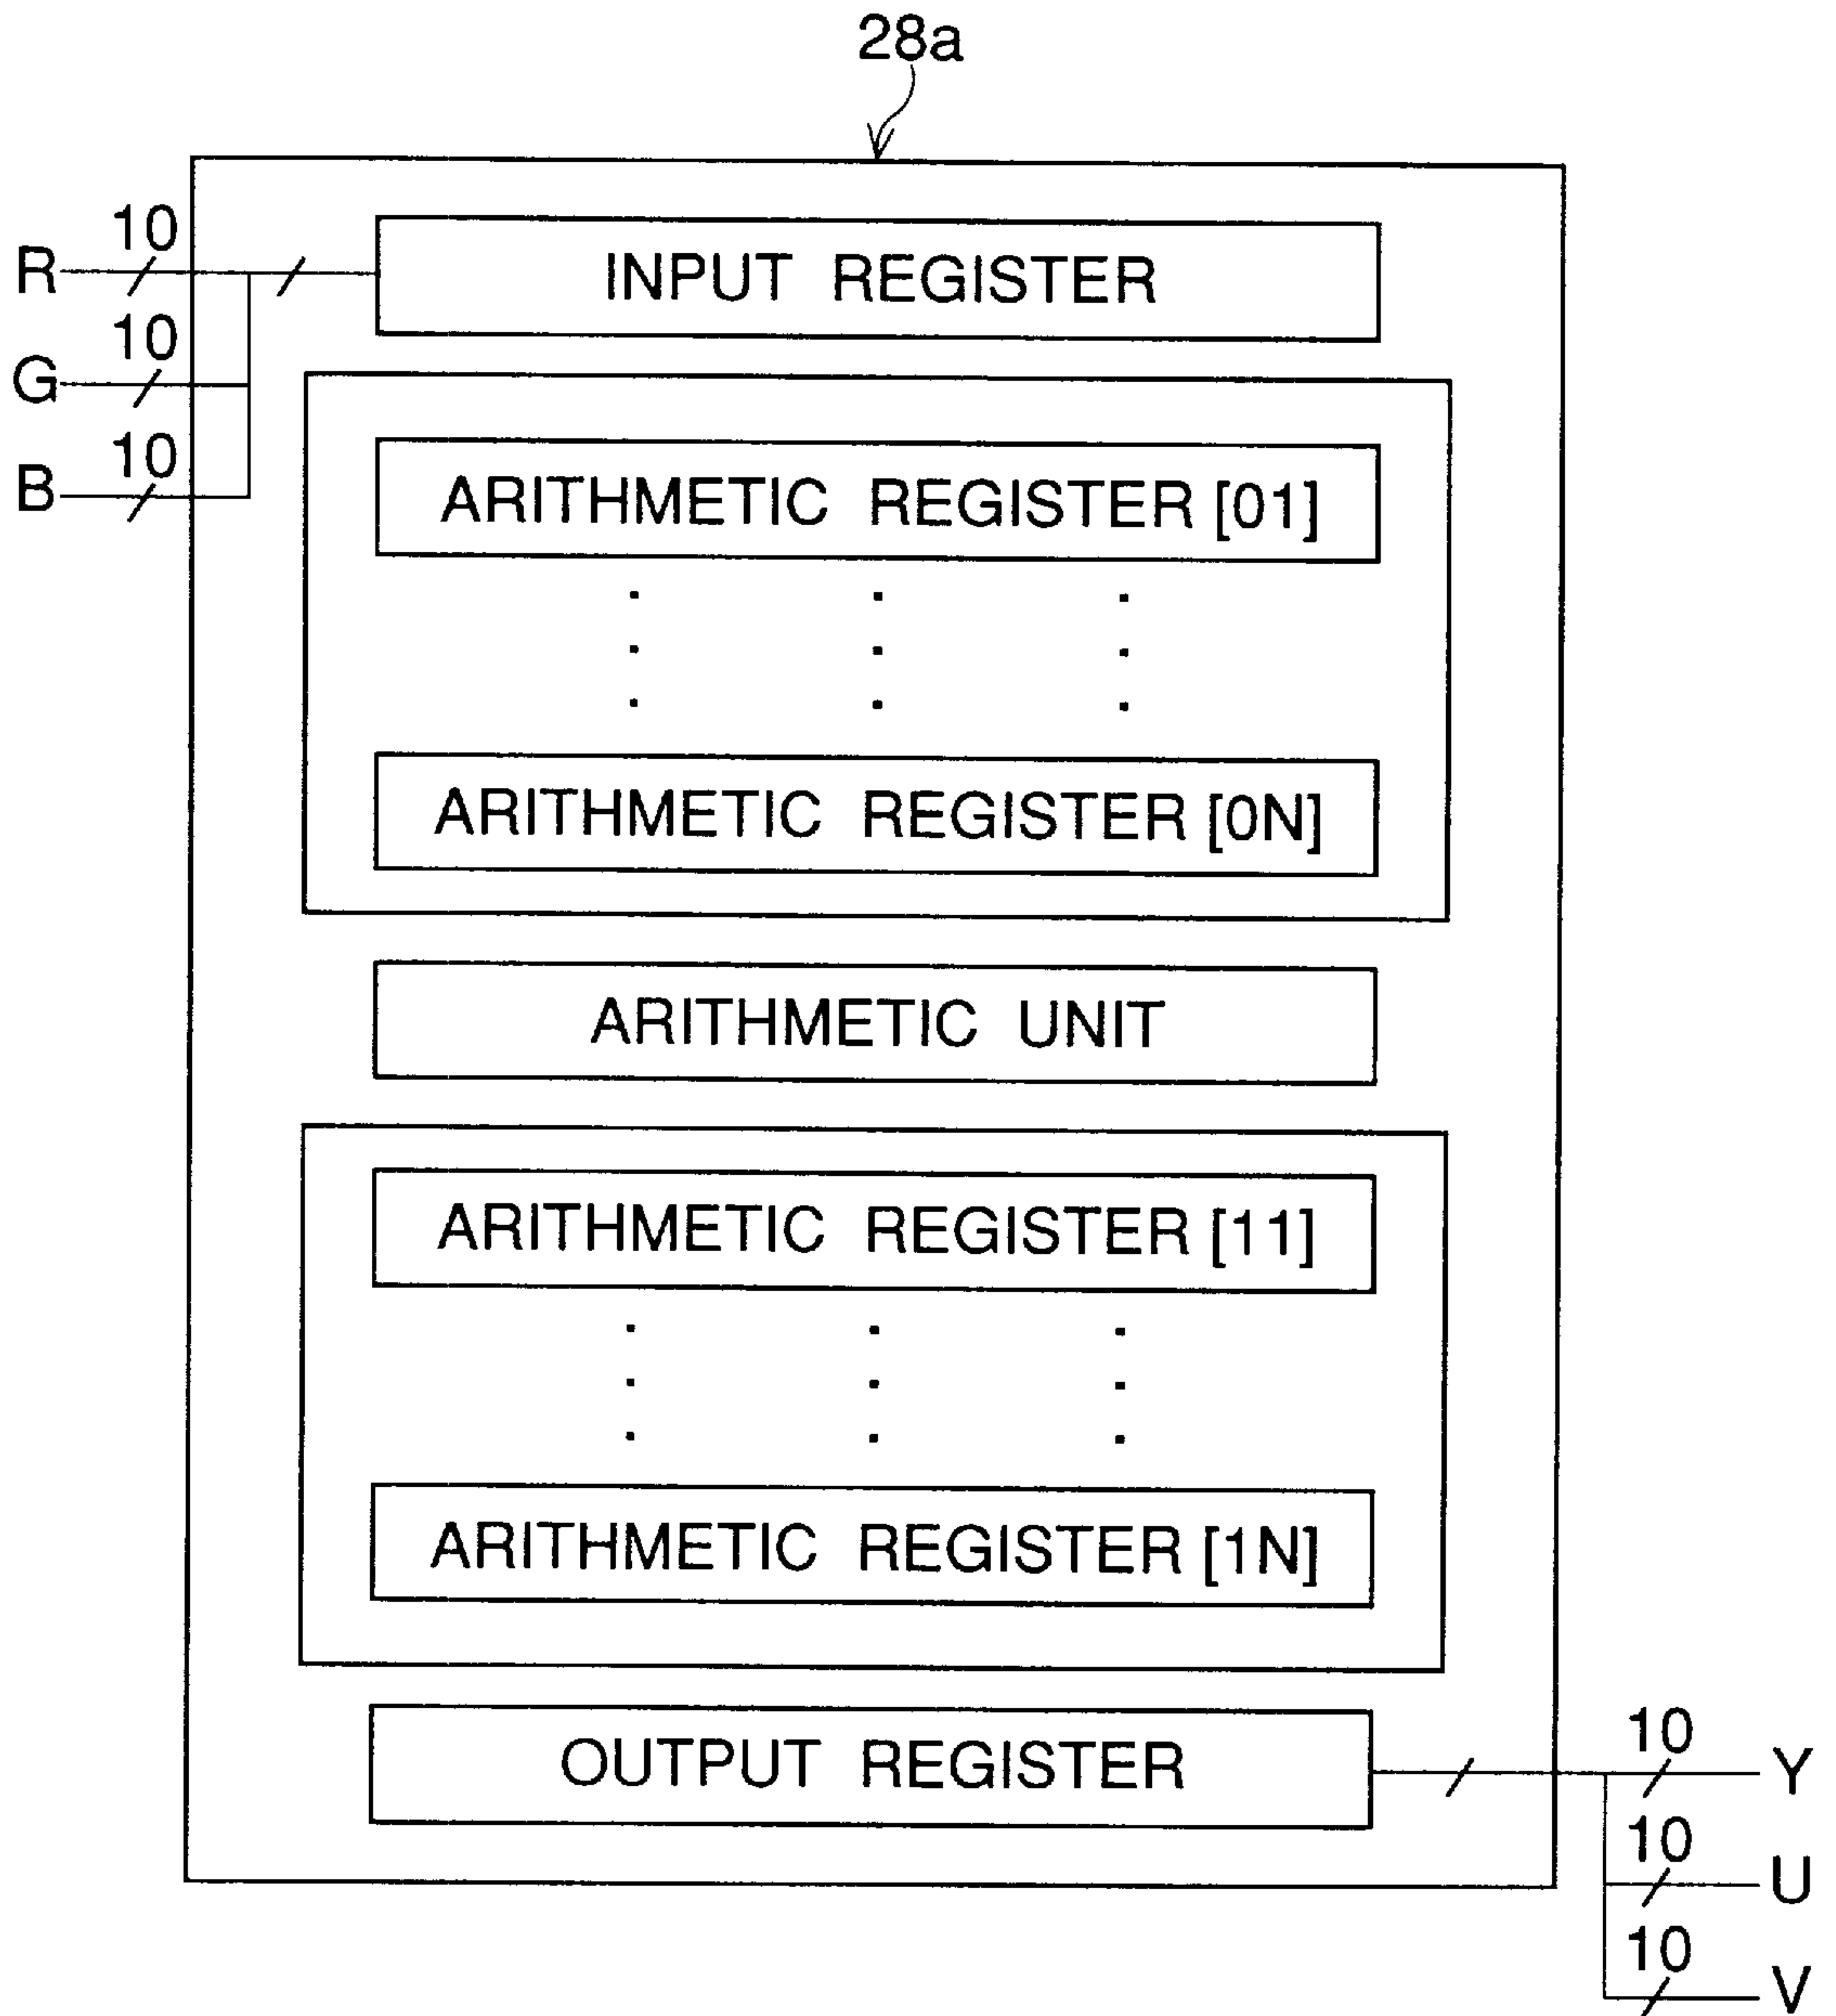 28a
10
R
INPUT REGISTER
10
G
10
B
ARITHMETIC REGISTER [01]
ARITHMETIC REGISTER [0N]
ARITHMETIC UNIT
ARITHMETIC REGISTER [11]
ARITHMETIC REGISTER [1N]
OUTPUT REGISTER
10
Y
10
U
10
V